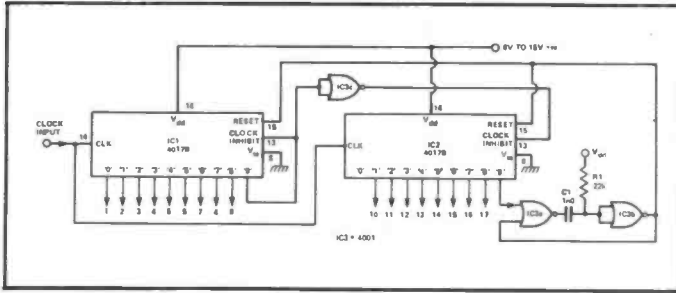 8V TO 15V +ve
16
16
RESET
15
Vdd
CLOCK INPUT
IC3c
RESET
15
Vdd
16
CLK
IC1
4017B
CLOCK
INHIBIT
13
Vss
8
CLK
IC2
4017B
CLOCK
INHIBIT
13
Vss
8
Vdd
R1
22k
'0' '1' '2' '3' '4' '5' '6' '7' '8' '9'
'0' '1' '2' '3' '4' '5' '6' '7' '8' '9'
C1
1n0
IC3a
IC3b
1 2 3 4 5 6 7 8
10 11 12 13 14 15 16 17
IC3 = 4001